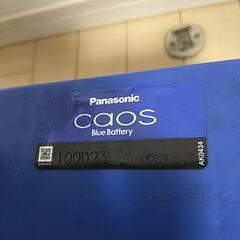 Panasonic
caos
Blue Battery
100D23L
AK0434